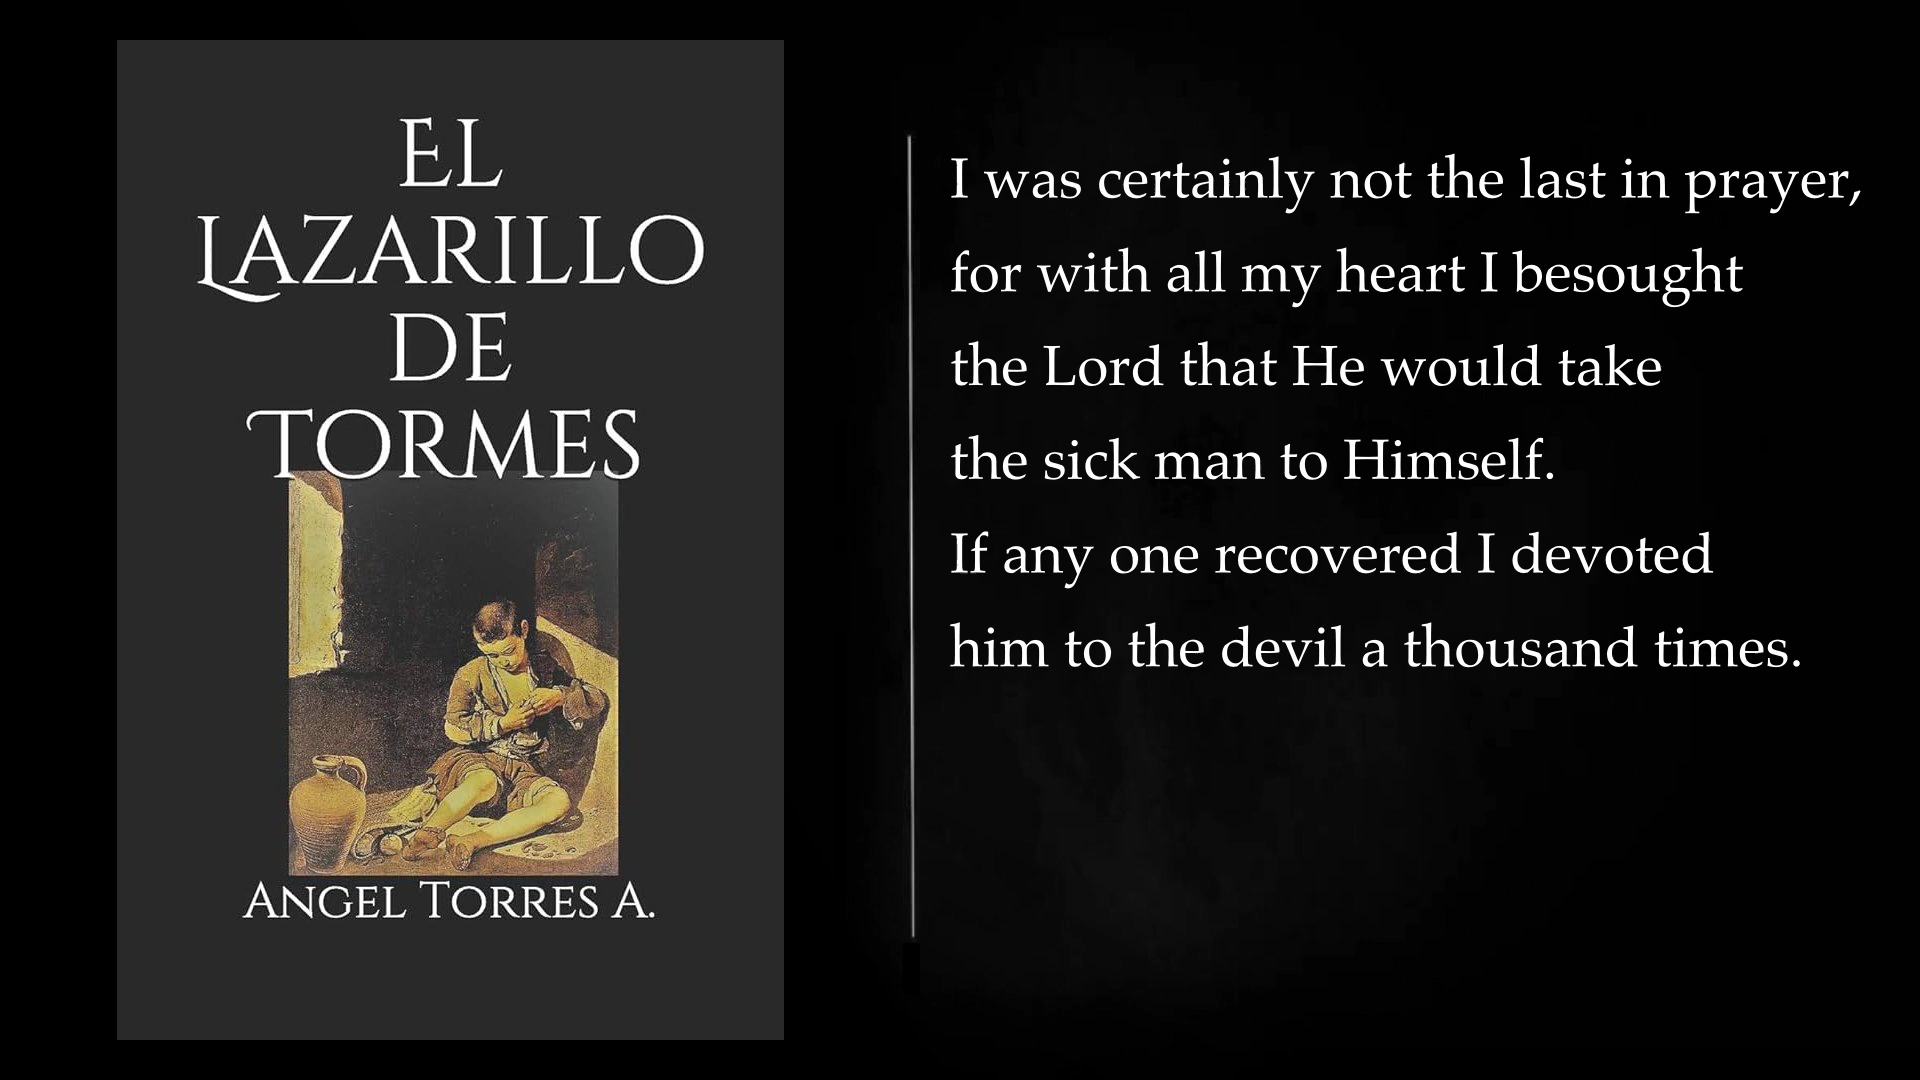 El
Lazarillo
de
Tormes
Angel Torres A.
I was certainly not the last in prayer,
for with all my heart I besought
the Lord that He would take
the sick man to Himself.
If any one recovered I devoted
him to the devil a thousand times.